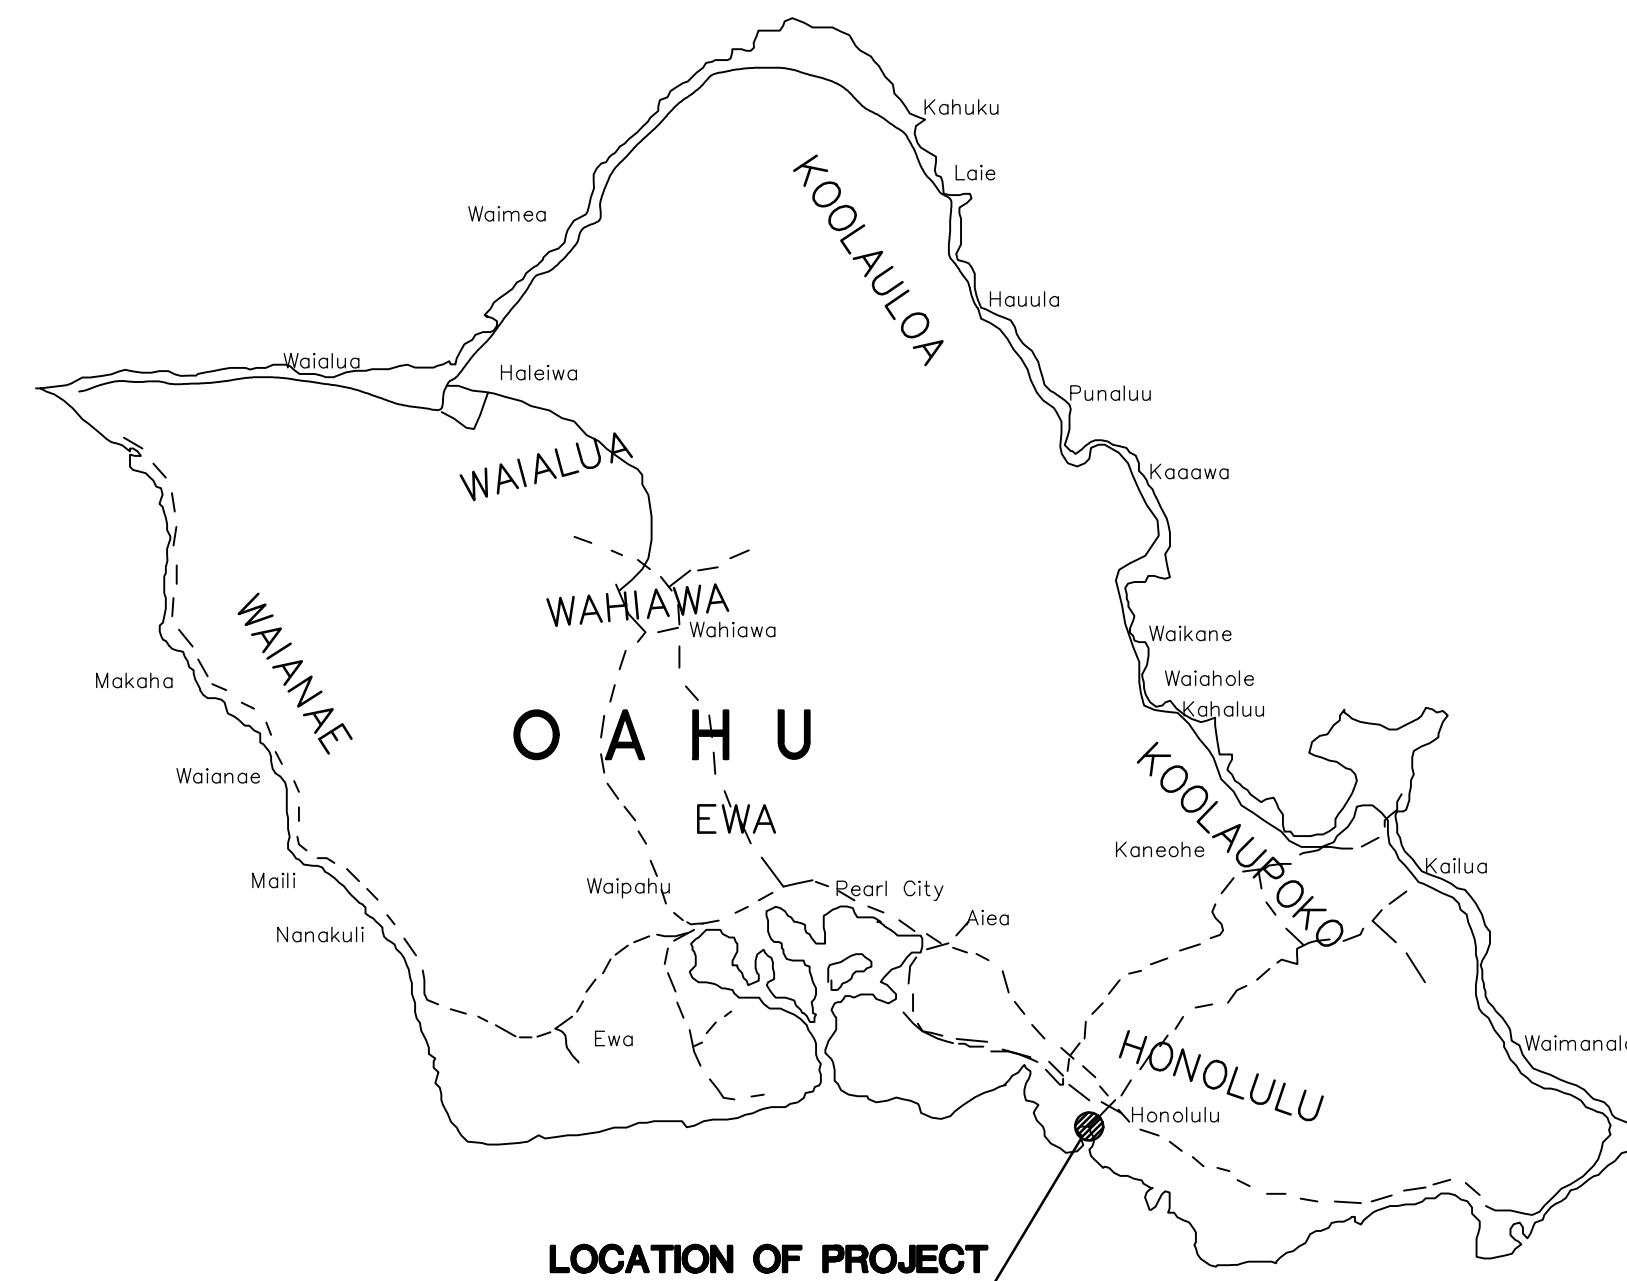 Kahuku
KOOLAULOA
Laie
Waimea
Hauula
Waialua
Haleiwa
Punaluu
WAIALUA
Kaaawa
WAHIAWA
Wahiawa
WAIANAE
Waikane
Makaha
Waiahole
Kahaluu
OAHU
KOOLAUPOKO
Waianae
EWA
Kaneohe
Kailua
Maili
Waipahu
Pearl City
Aiea
Nanakuli
Ewa
HONOLULU
Waimanalo
Honolulu
LOCATION OF PROJECT